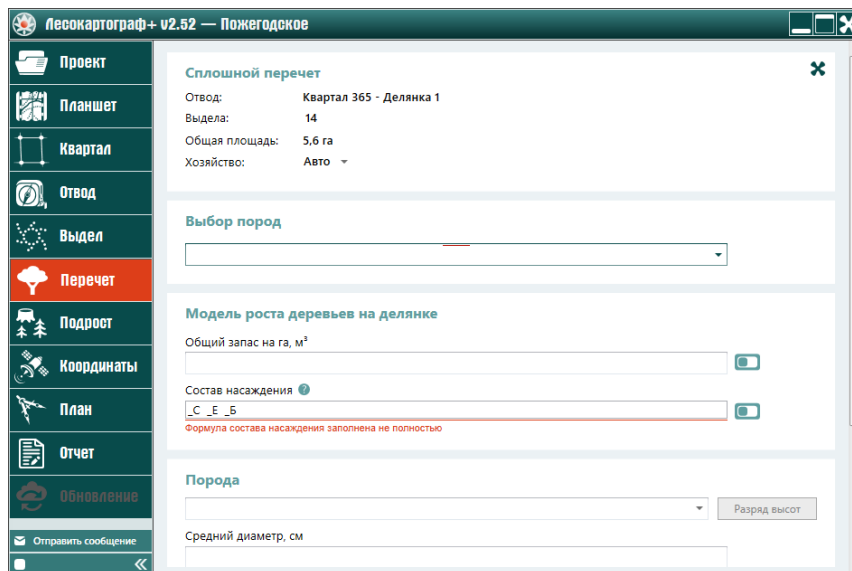 Лесокартограф+ v2.52 — Пожегодское
Проект
Планшет
Квартал
Отвод
Выдел
Перечет
Подрост
Координаты
План
Отчет
Обновление
Отправить сообщение
Сплошной перечет
Отвод: Квартал 365 - Делянка 1
Выдела: 14
Общая площадь: 5,6 га
Хозяйство: Авто
Выбор пород
Модель роста деревьев на делянке
Общий запас на га, м³
Состав насаждения ?
_С _Е _Б
Формула состава насаждения заполнена не полностью
Порода
Разряд высот
Средний диаметр, см